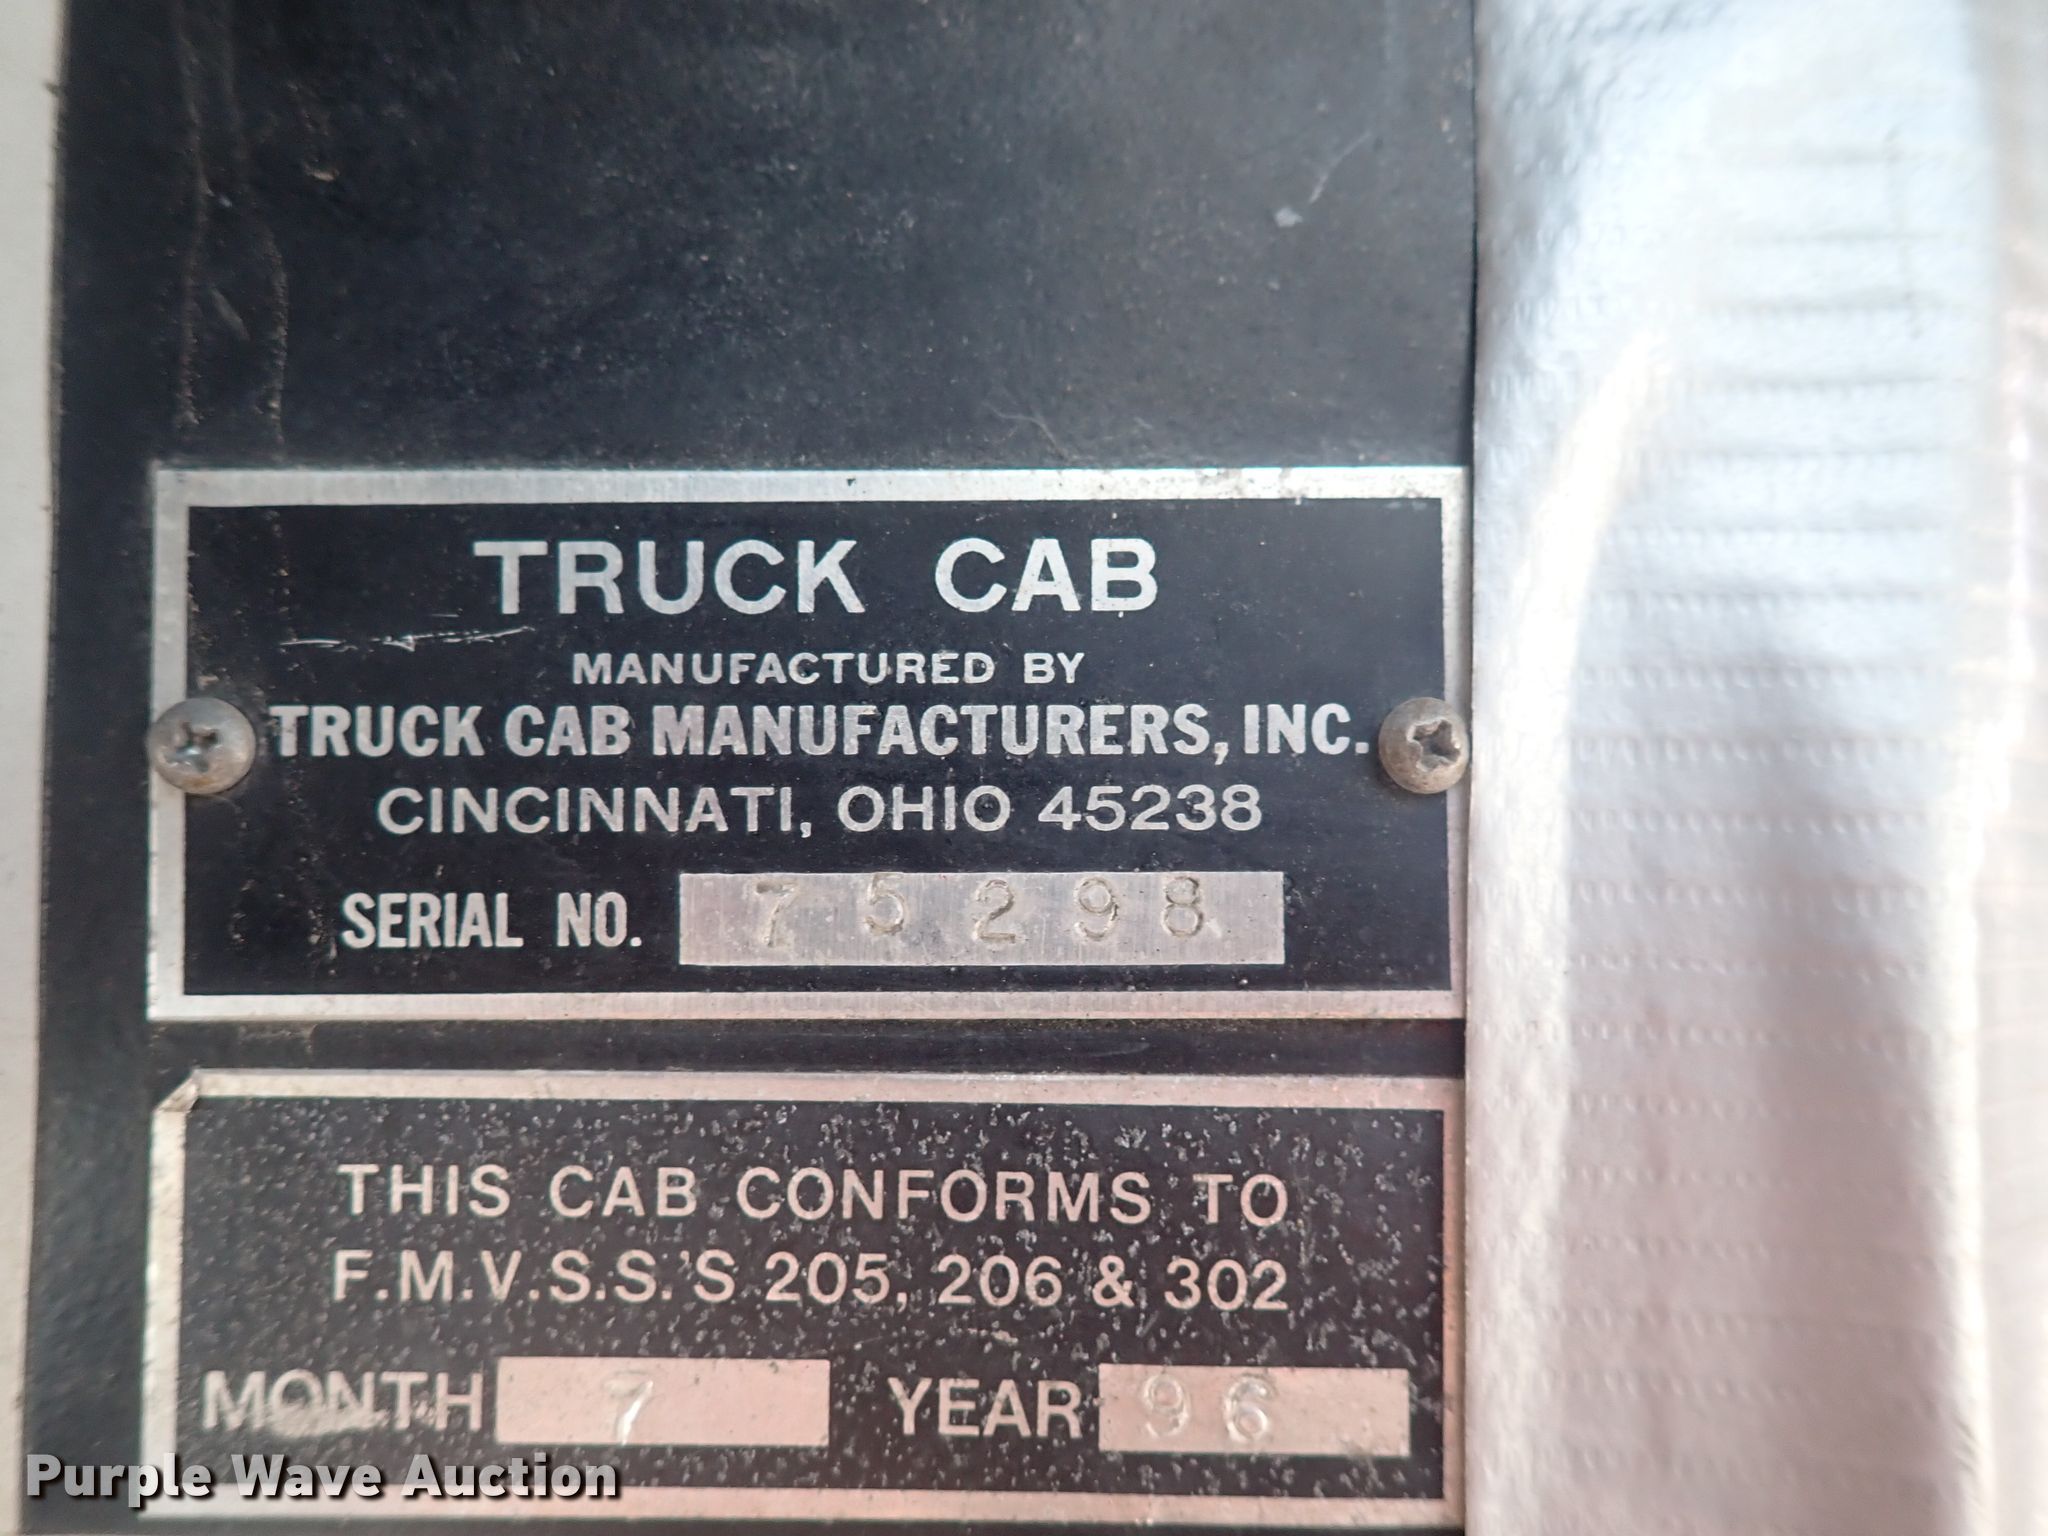 TRUCK CAB
MANUFACTURED BY
TRUCK CAB MANUFACTURERS, INC.
CINCINNATI, OHIO 45238
SERIAL NO. 75298
THIS CAB CONFORMS TO
F.M.V.S.S.'S 205, 206 & 302
MONTH 7 YEAR 96
Purple Wave Auction